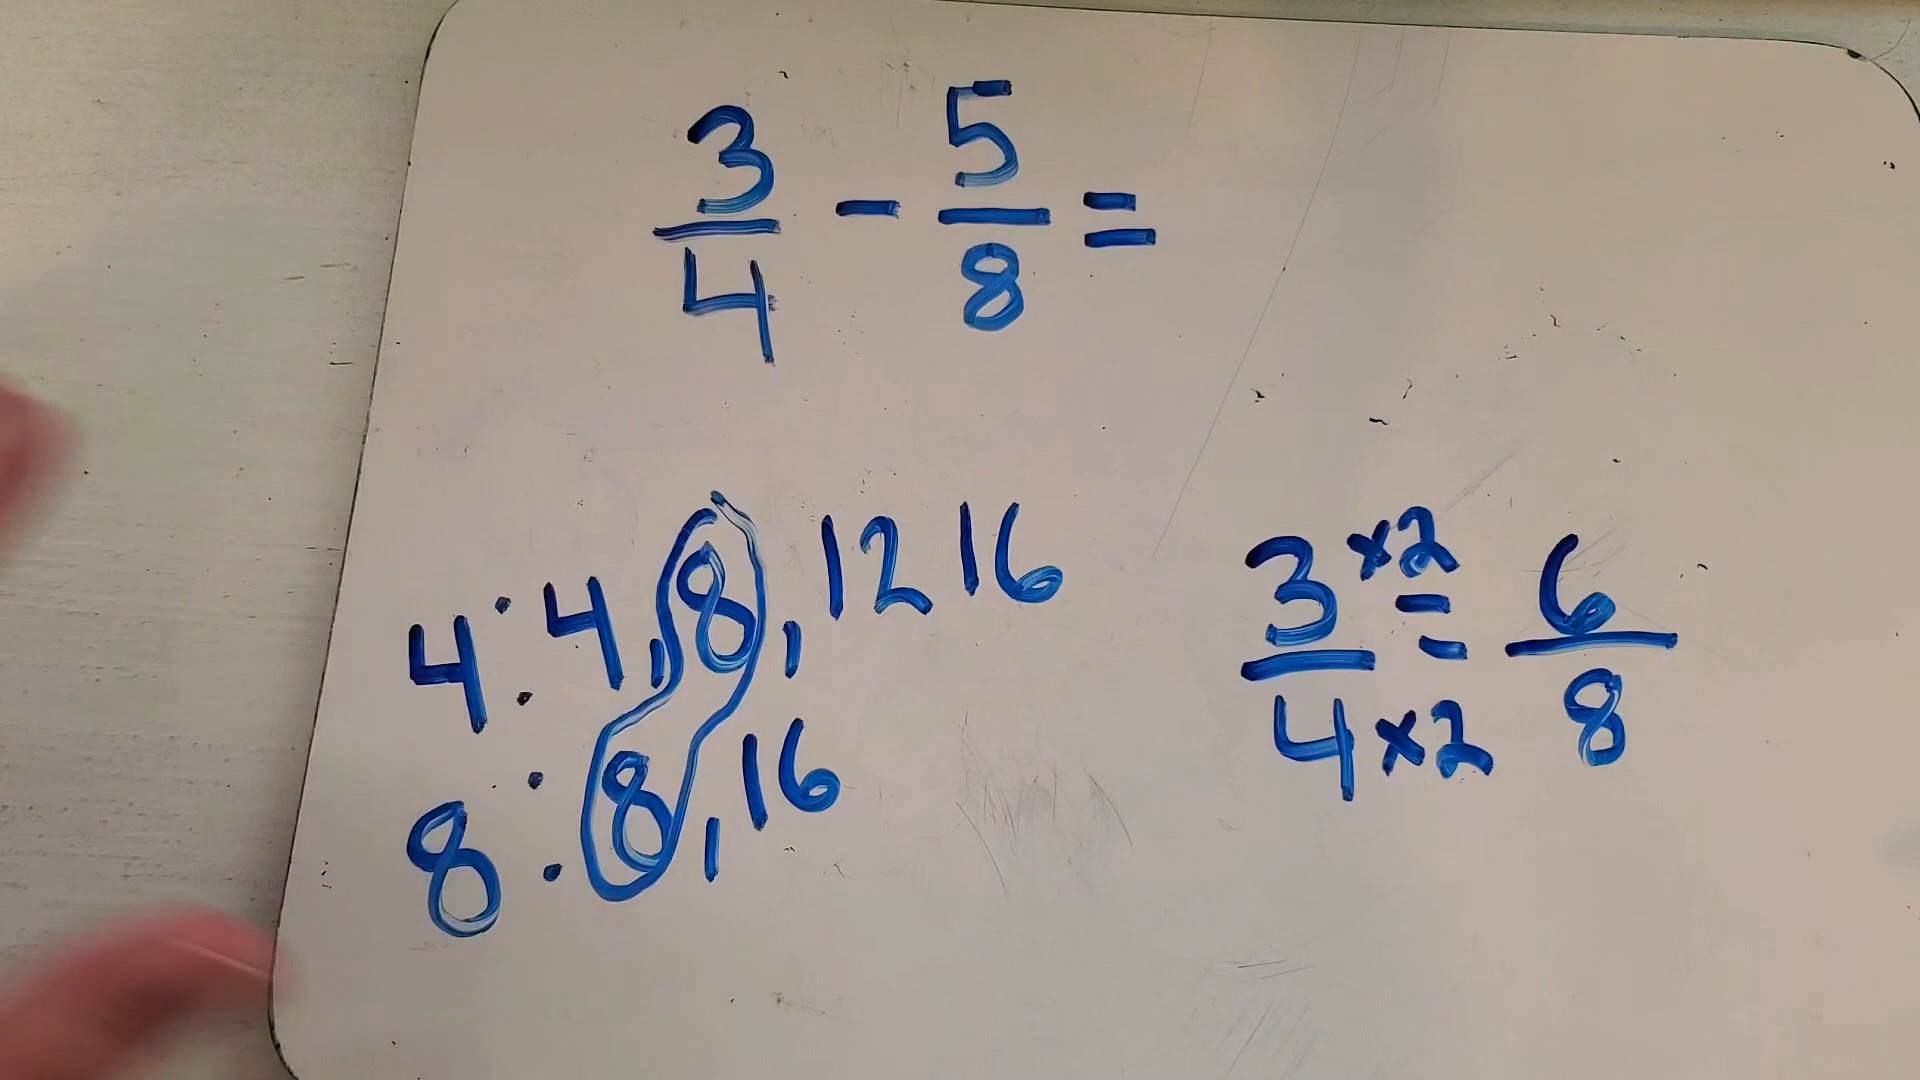 3/4 - 5/8 =
4: 4, 8, 12 16
8: 8, 16
3×2/4×2 = 6/8